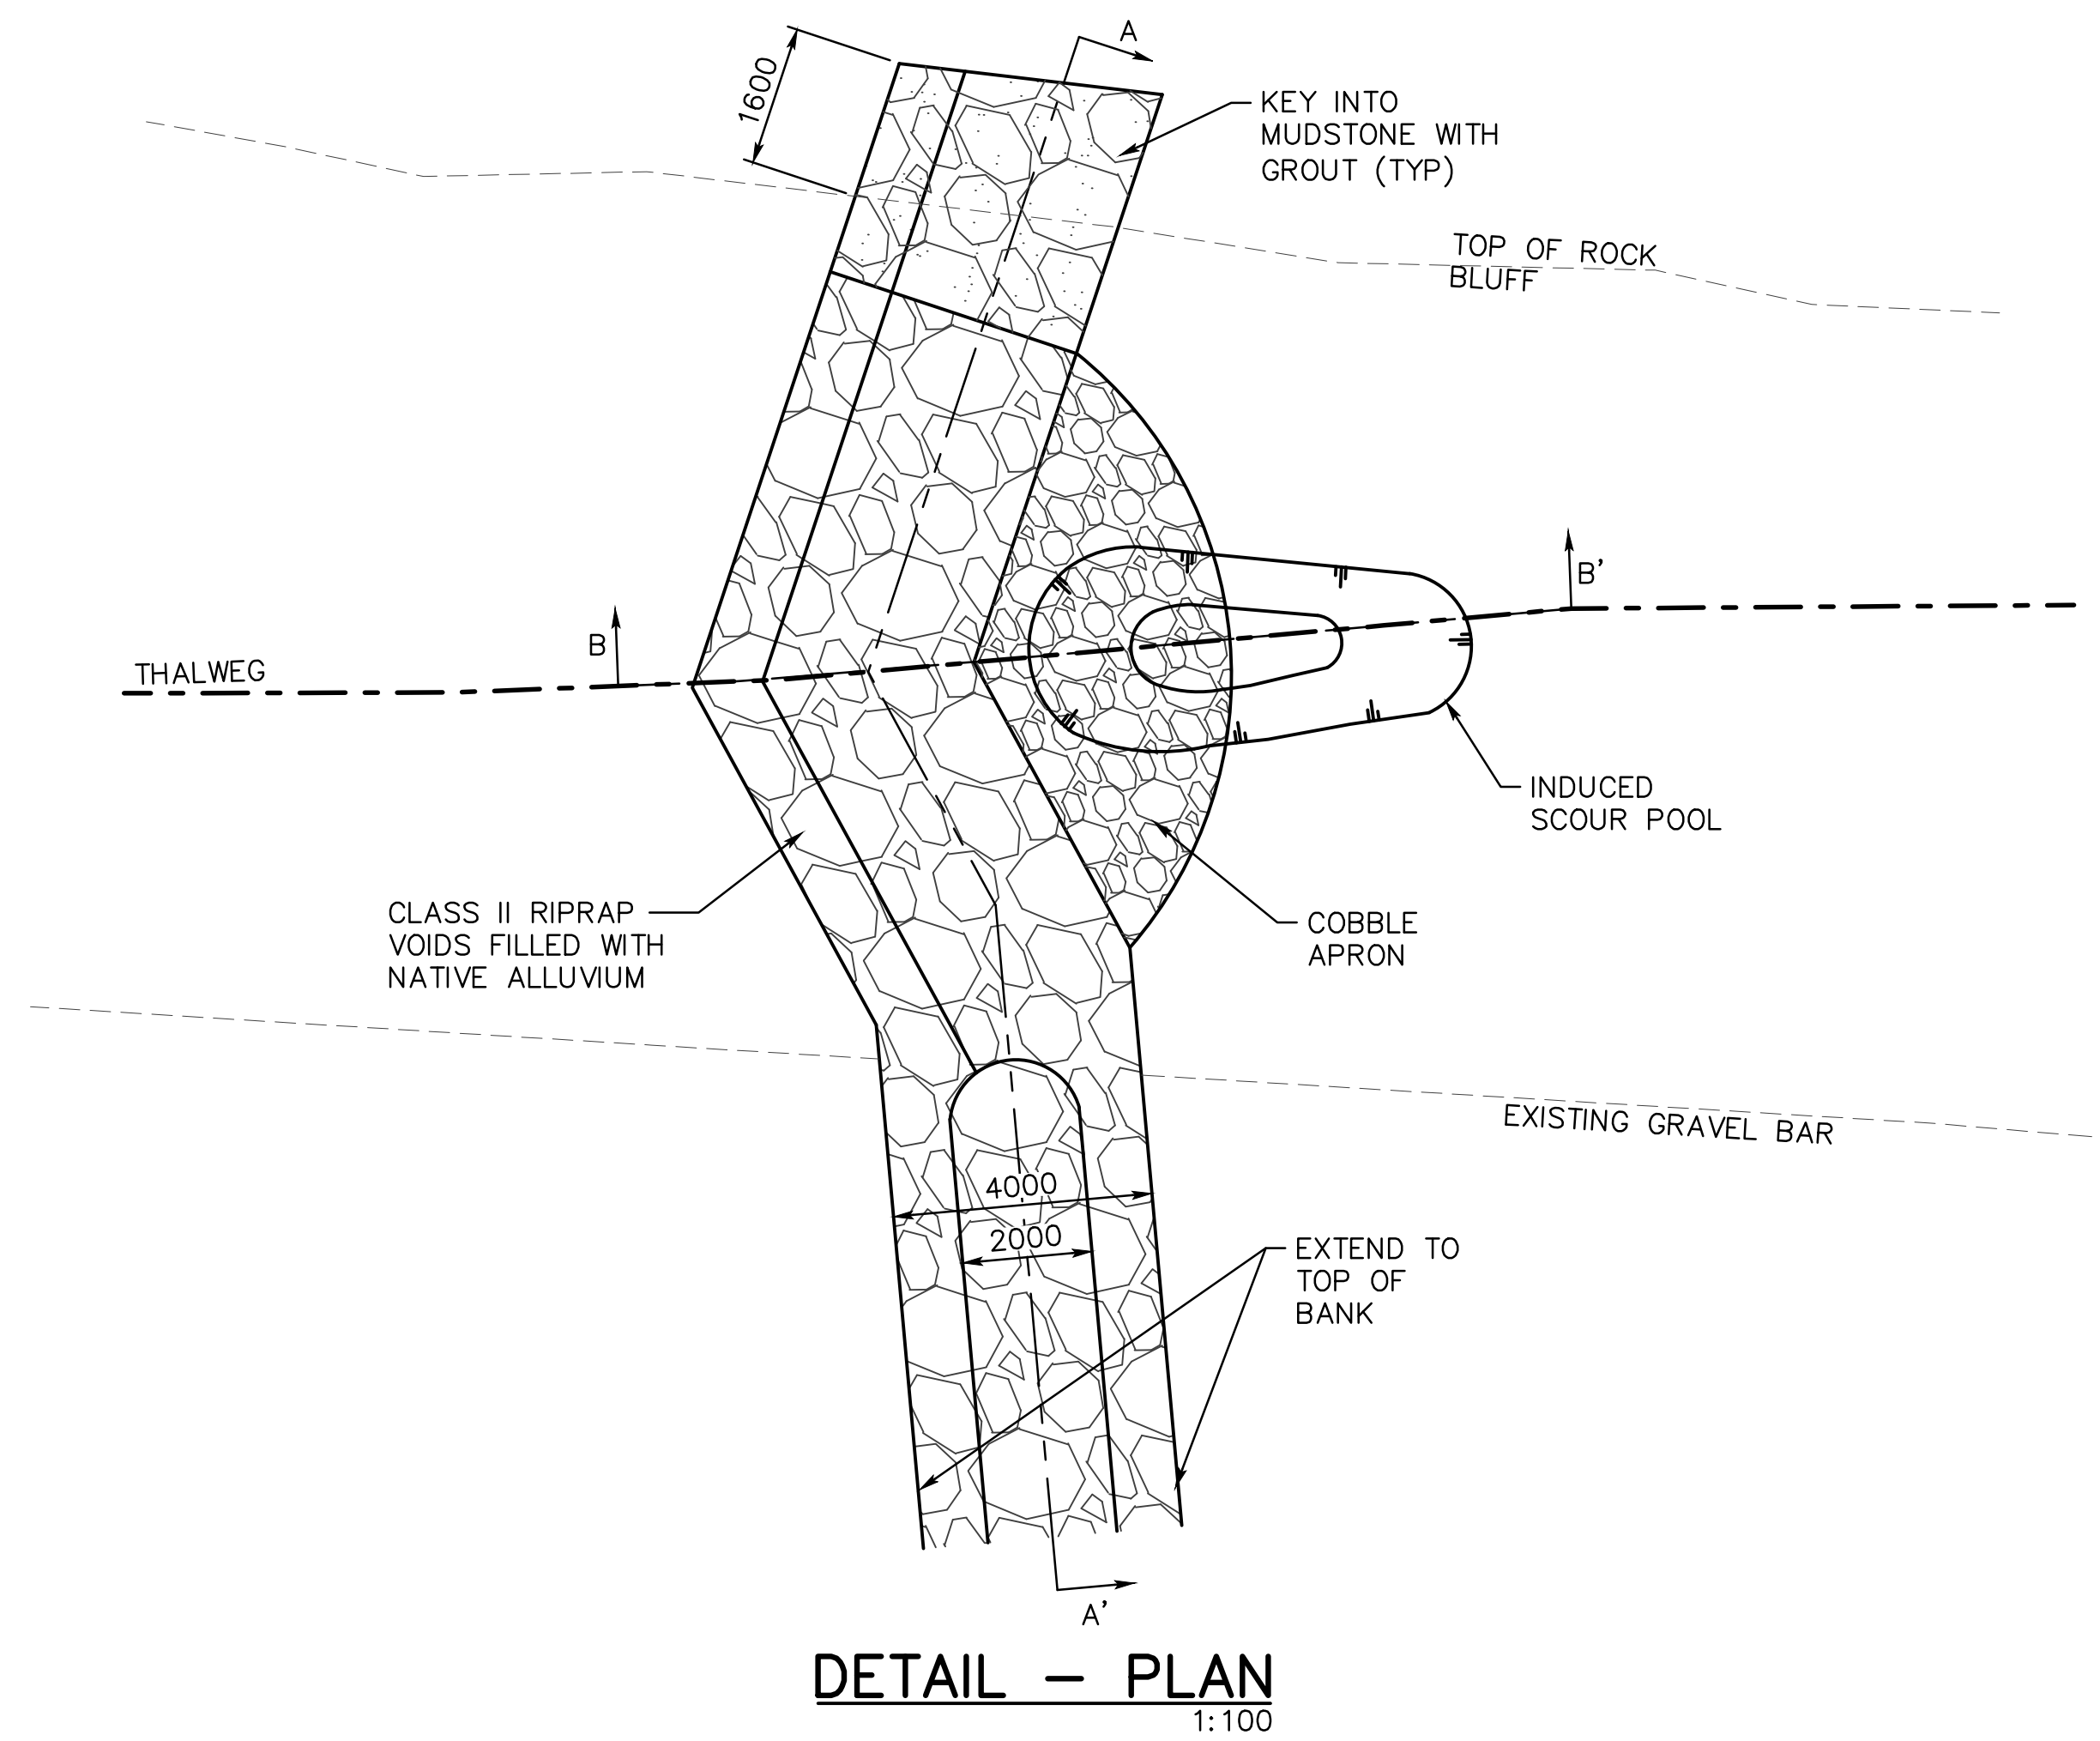 A
1600
KEY INTO
MUDSTONE WITH
GROUT (TYP)
TOP OF ROCK
BLUFF
B'
B
THALWEG
INDUCED
SCOUR POOL
CLASS II RIPRAP
VOIDS FILLED WITH
NATIVE ALLUVIUM
COBBLE
APRON
EXISTING GRAVEL BAR
4000
2000
EXTEND TO
TOP OF
BANK
A'
DETAIL - PLAN
1:100